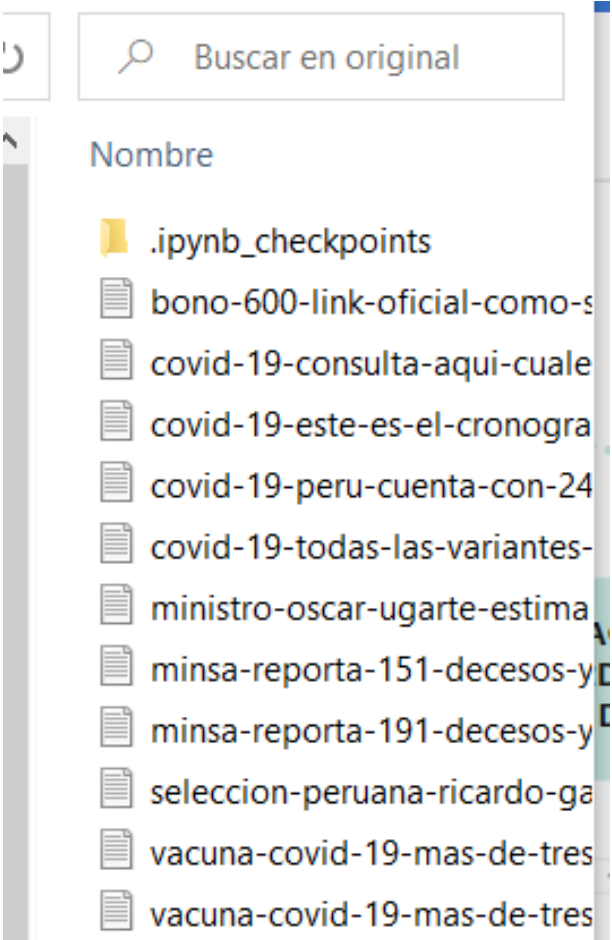 Buscar en original
Nombre
.ipynb_checkpoints
bono-600-link-oficial-como-s
covid-19-consulta-aqui-cuale
covid-19-este-es-el-cronogra
covid-19-peru-cuenta-con-24
covid-19-todas-las-variantes-
ministro-oscar-ugarte-estima
minsa-reporta-151-decesos-y
minsa-reporta-191-decesos-y
seleccion-peruana-ricardo-ga
vacuna-covid-19-mas-de-tres
vacuna-covid-19-mas-de-tres